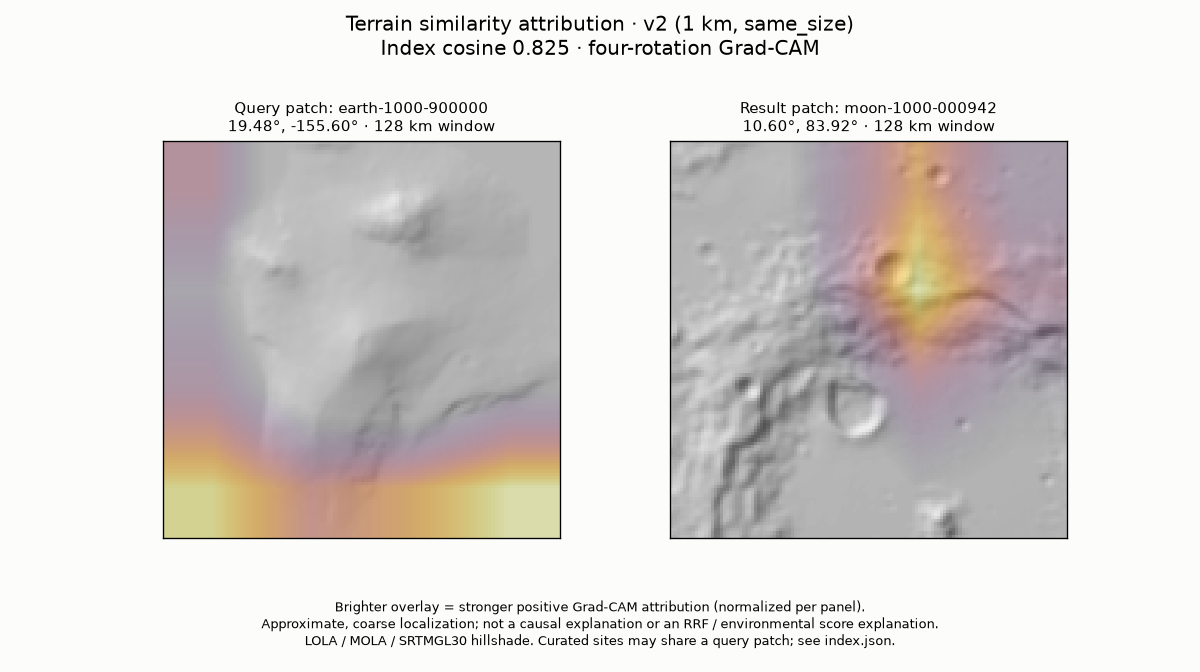 Terrain similarity attribution · v2 (1 km, same_size)
Index cosine 0.825 · four-rotation Grad-CAM
Query patch: earth-1000-900000
19.48°, -155.60° · 128 km window
Result patch: moon-1000-000942
10.60°, 83.92° · 128 km window
Brighter overlay = stronger positive Grad-CAM attribution (normalized per panel).
Approximate, coarse localization; not a causal explanation or an RRF / environmental score explanation.
LOLA / MOLA / SRTMGL30 hillshade. Curated sites may share a query patch; see index.json.